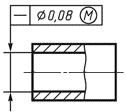 — ⌀0,08 Ⓜ